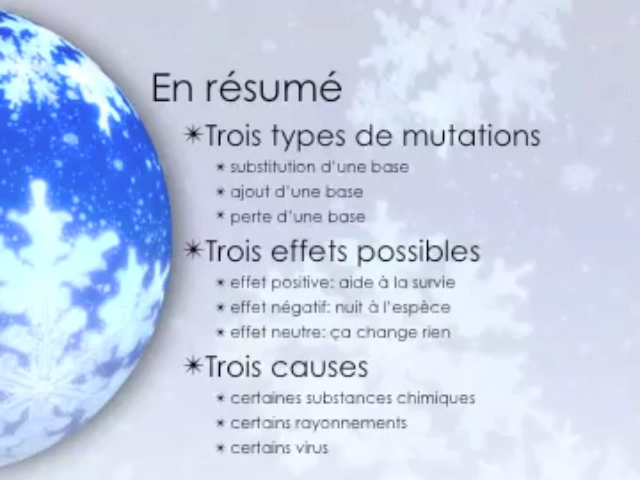 En résumé
✴Trois types de mutations
✴ substitution d'une base
✴ ajout d'une base
✴ perte d'une base
✴Trois effets possibles
✴ effet positive: aide à la survie
✴ effet négatif: nuit à l'espèce
✴ effet neutre: ça change rien
✴Trois causes
✴ certaines substances chimiques
✴ certains rayonnements
✴ certains virus